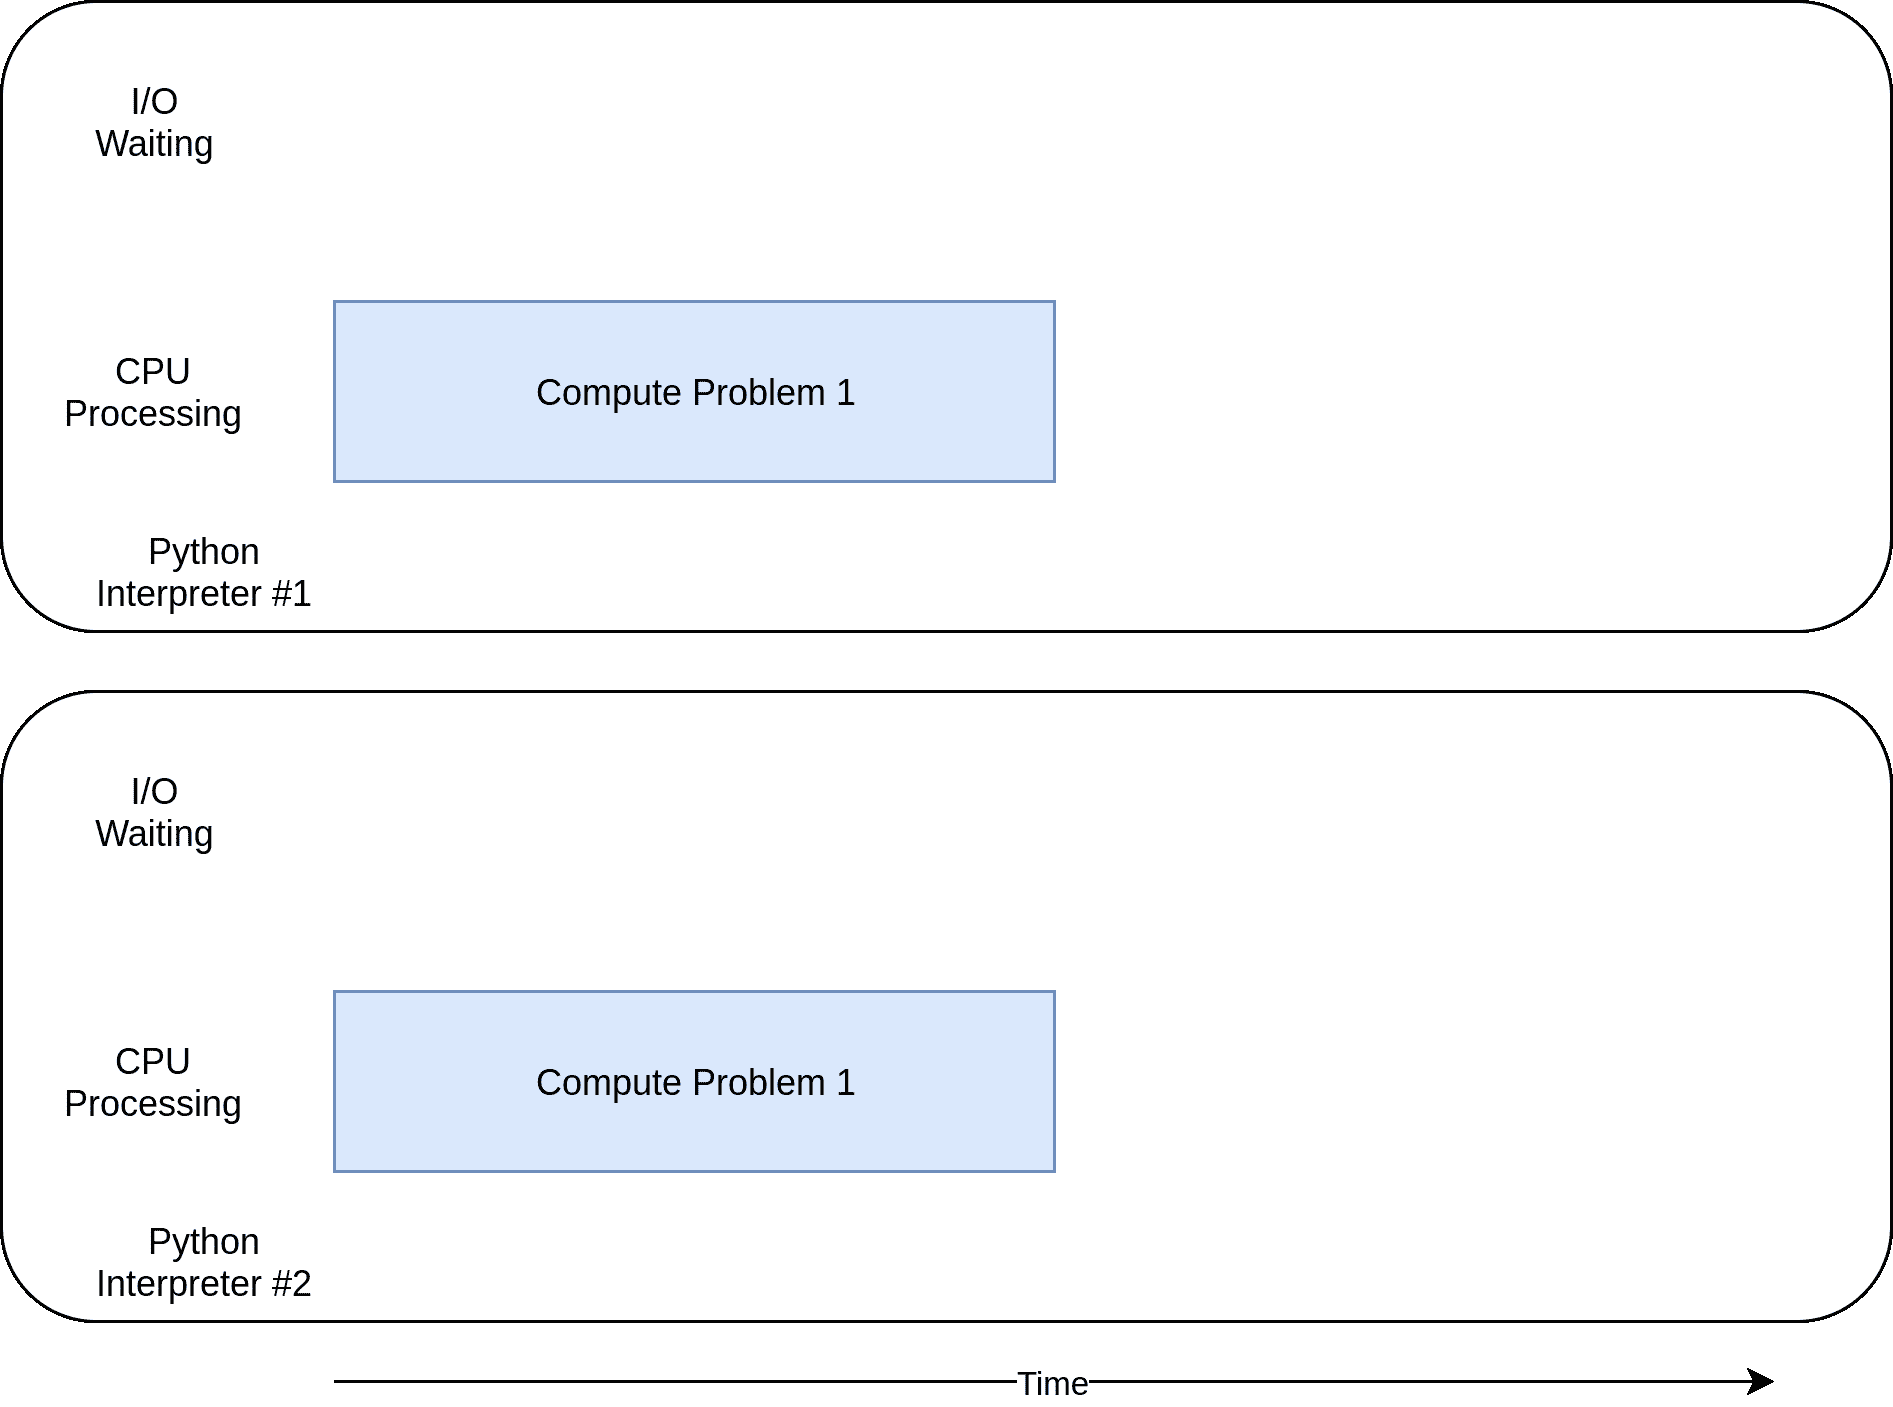 I/O
Waiting
CPU
Processing
Compute Problem 1
Python
Interpreter #1
I/O
Waiting
CPU
Processing
Compute Problem 1
Python
Interpreter #2
Time